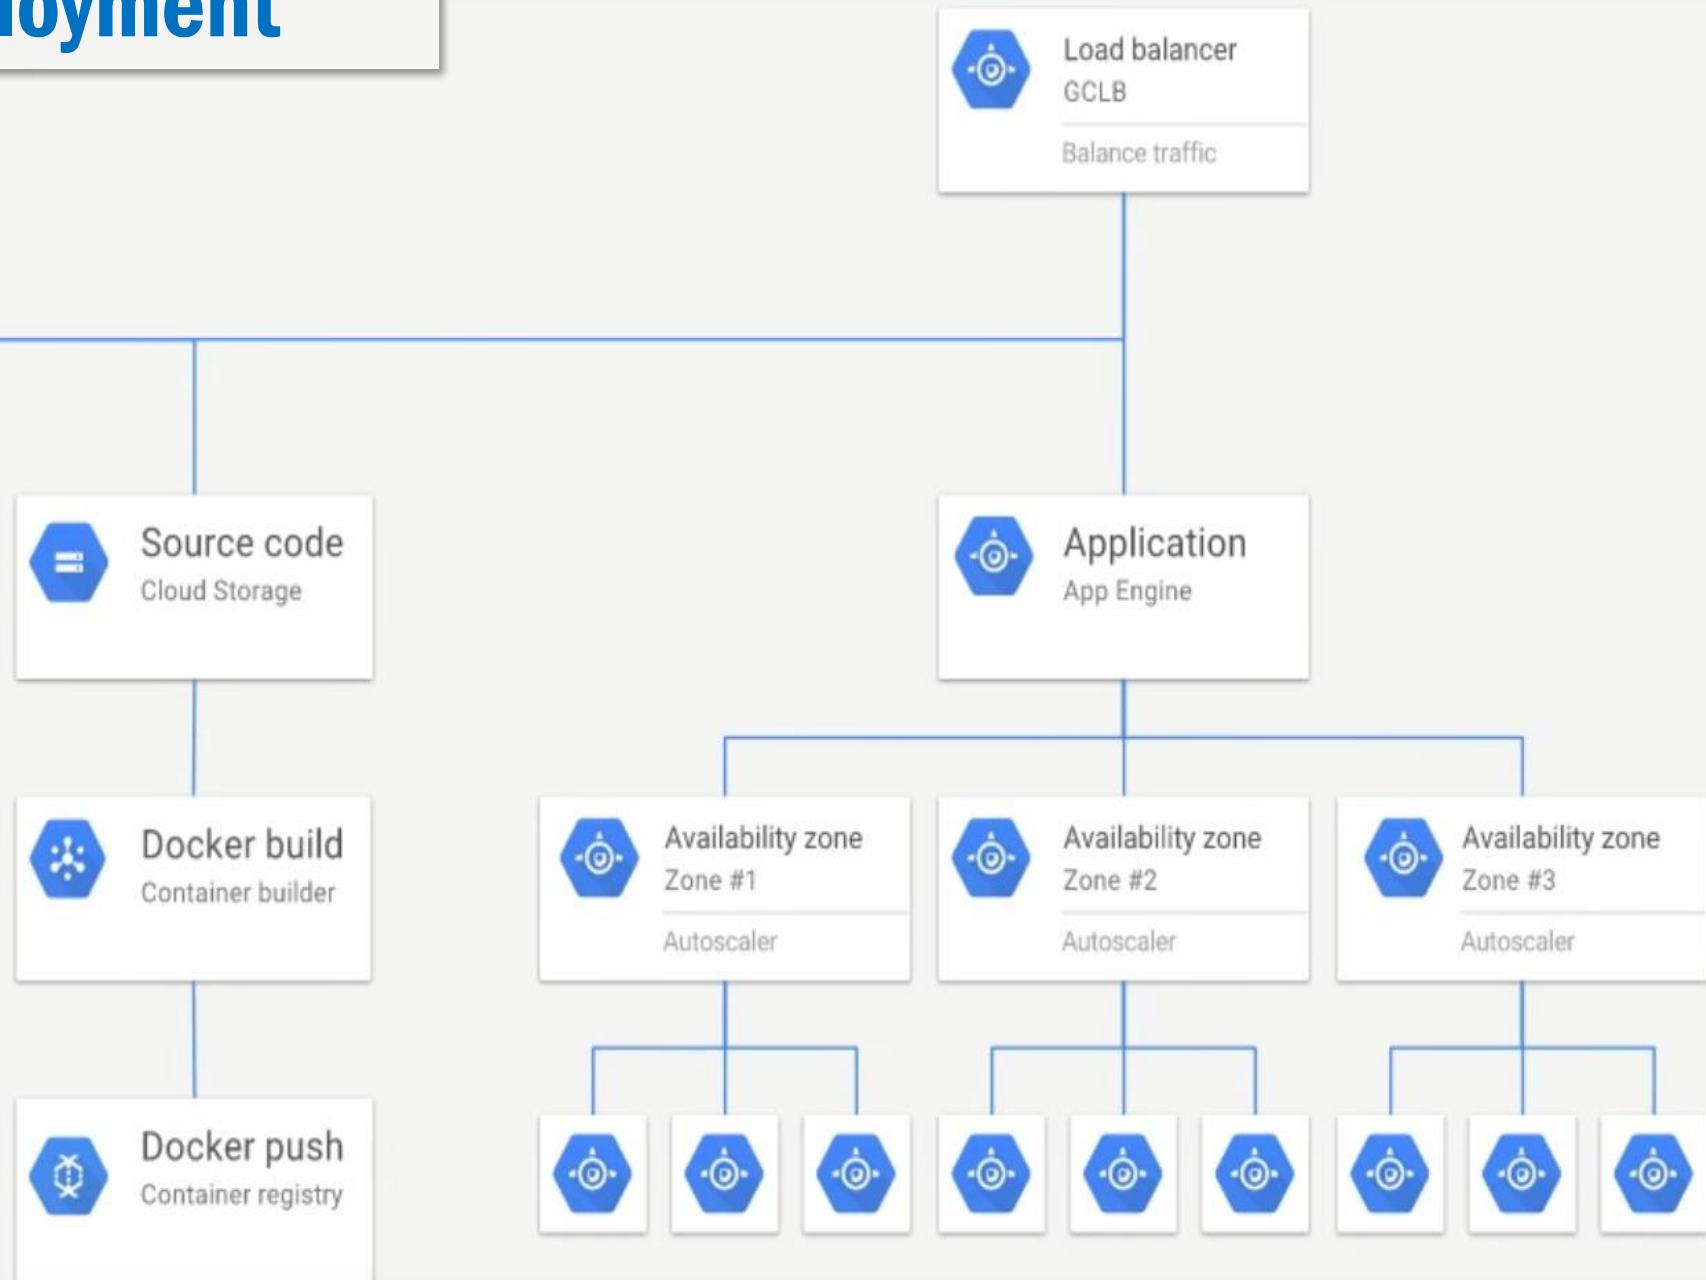 loyment
Load balancer
GCLB
Balance traffic
Source code
Cloud Storage
Application
App Engine
Docker build
Container builder
Availability zone
Zone #1
Autoscaler
Availability zone
Zone #2
Autoscaler
Availability zone
Zone #3
Autoscaler
Docker push
Container registry